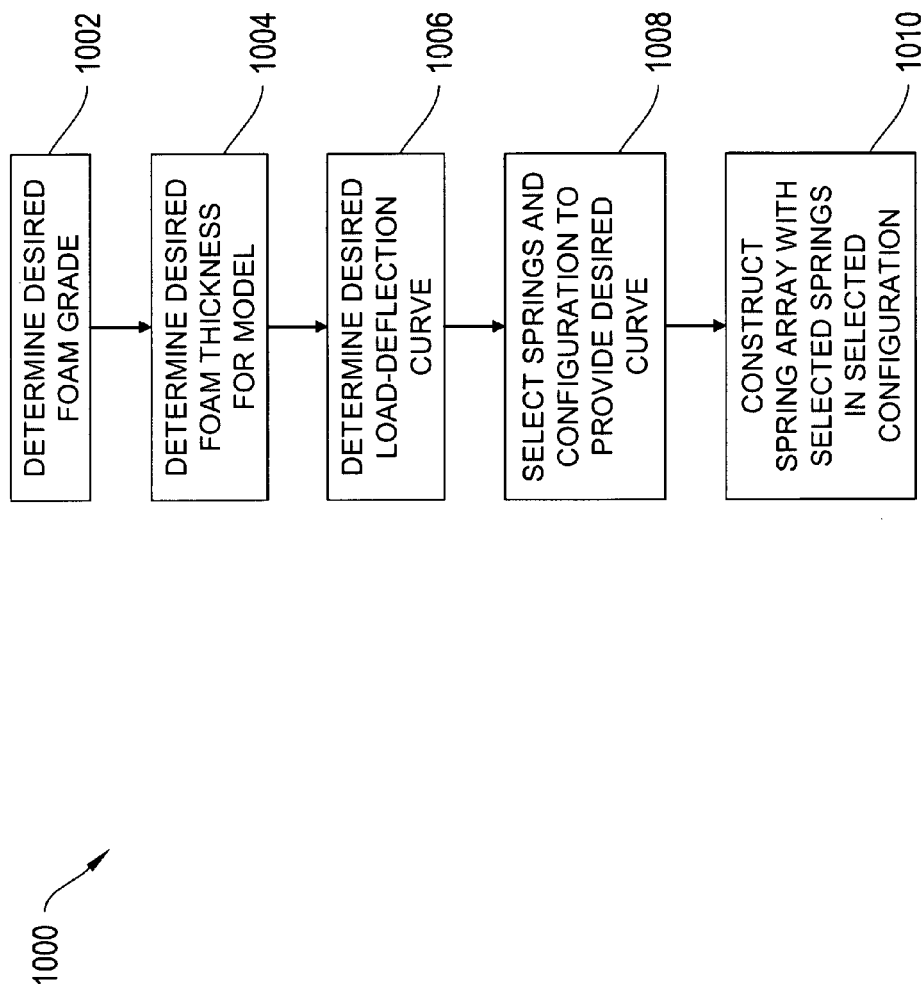 1000
DETERMINE DESIRED
FOAM GRADE
1002
DETERMINE DESIRED
FOAM THICKNESS
FOR MODEL
1004
DETERMINE DESIRED
LOAD-DEFLECTION
CURVE
1006
SELECT SPRINGS AND
CONFIGURATION TO
PROVIDE DESIRED
CURVE
1008
CONSTRUCT
SPRING ARRAY WITH
SELECTED SPRINGS
IN SELECTED
CONFIGURATION
1010